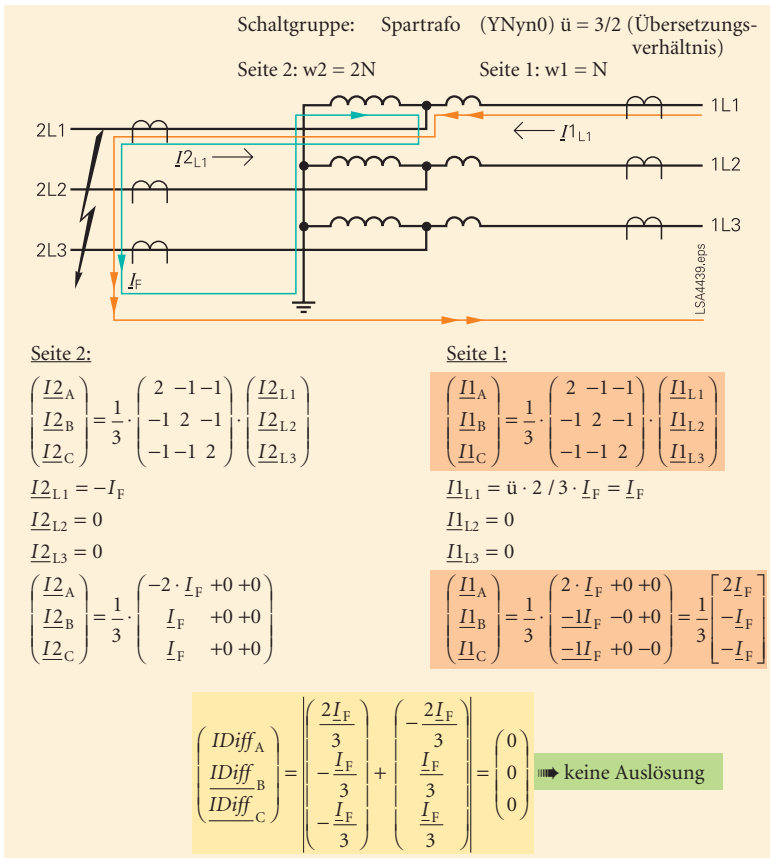 Schaltgruppe: Spartrafo (YNyn0) ü = 3/2 (Übersetzungs-
verhältnis)
Seite 2: w2 = 2N Seite 1: w1 = N
1L1
2L1
I2L1 → ← I1L1
1L2
2L2
1L3
2L3
IF
LSA4439.eps
Seite 2: Seite 1:
(I2A) = 1/3 · (2 −1 −1) · (I2L1) (I1A) = 1/3 · (2 −1 −1) · (I1L1)
(I2B) (−1 2 −1) (I2L2) (I1B) (−1 2 −1) (I1L2)
(I2C) (−1 −1 2) (I2L3) (I1C) (−1 −1 2) (I1L3)
I2L1 = −IF I1L1 = ü · 2 / 3 · IF = IF
I2L2 = 0 I1L2 = 0
I2L3 = 0 I1L3 = 0
(I2A) = 1/3 · (−2 · IF +0 +0) (I1A) = 1/3 · (2 · IF +0 +0) = 1/3 [2IF]
(I2B) (IF +0 +0) (I1B) (−1IF −0 +0) [−IF]
(I2C) (IF +0 +0) (I1C) (−1IF +0 −0) [−IF]
(IDiffA) = |(2IF/3) + (−2IF/3)| = (0)
(IDiffB) (−IF/3) (IF/3) (0) ➠ keine Auslösung
(IDiffC) (−IF/3) (IF/3) (0)